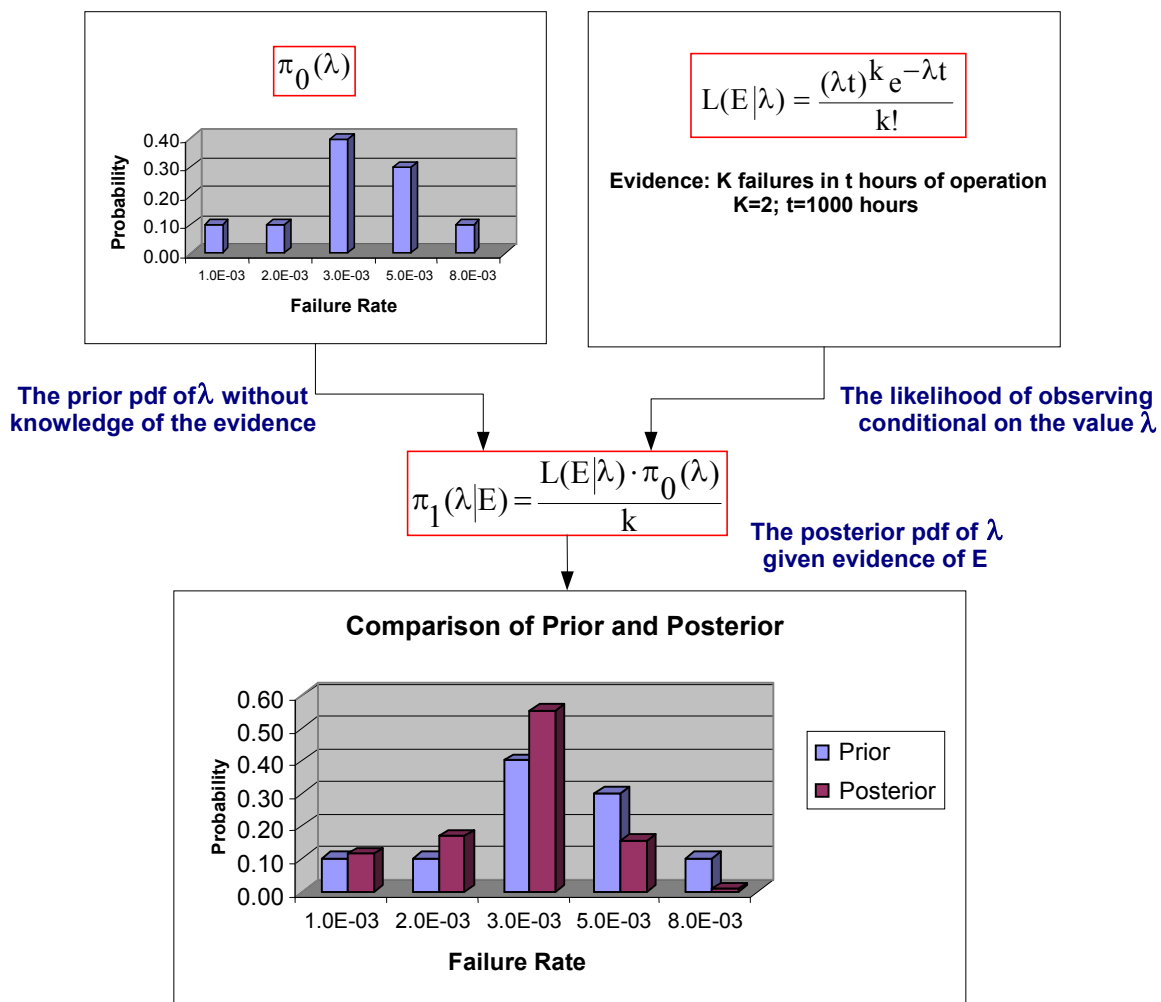 π0(λ)
0.40
0.30
0.20
0.10
0.00
Probability
1.0E-03 2.0E-03 3.0E-03 5.0E-03 8.0E-03
Failure Rate
L(E|λ) = (λt)^k e^−λt / k!
Evidence: K failures in t hours of operation
K=2; t=1000 hours
The prior pdf of λ without
knowledge of the evidence
The likelihood of observing
conditional on the value λ
π1(λ|E) = L(E|λ)·π0(λ) / k
The posterior pdf of λ
given evidence of E
Comparison of Prior and Posterior
0.60
0.50
0.40
0.30
0.20
0.10
0.00
Probability
1.0E-03 2.0E-03 3.0E-03 5.0E-03 8.0E-03
Failure Rate
Prior
Posterior